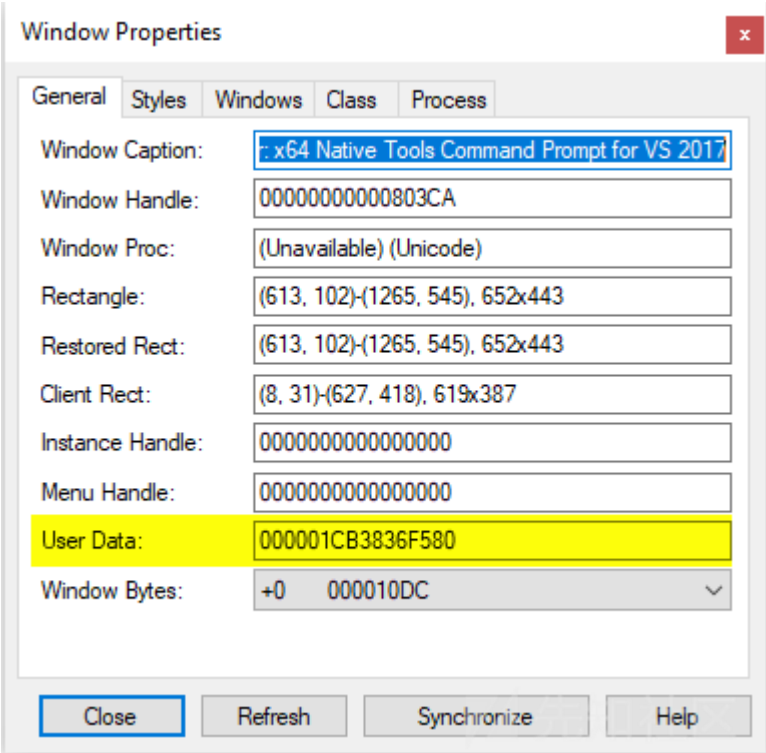 Window Properties
x
General Styles Windows Class Process
Window Caption: r: x64 Native Tools Command Prompt for VS 2017
Window Handle: 00000000000803CA
Window Proc: (Unavailable) (Unicode)
Rectangle: (613, 102)-(1265, 545), 652x443
Restored Rect: (613, 102)-(1265, 545), 652x443
Client Rect: (8, 31)-(627, 418), 619x387
Instance Handle: 0000000000000000
Menu Handle: 0000000000000000
User Data: 000001CB3836F580
Window Bytes: +0 000010DC
Close Refresh Synchronize Help